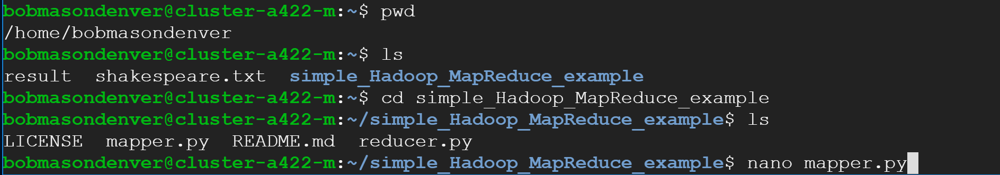 bobmasondenver@cluster-a422-m:~$ pwd
/home/bobmasondenver
bobmasondenver@cluster-a422-m:~$ ls
result  shakespeare.txt  simple_Hadoop_MapReduce_example
bobmasondenver@cluster-a422-m:~$ cd simple_Hadoop_MapReduce_example
bobmasondenver@cluster-a422-m:~/simple_Hadoop_MapReduce_example$ ls
LICENSE  mapper.py  README.md  reducer.py
bobmasondenver@cluster-a422-m:~/simple_Hadoop_MapReduce_example$ nano mapper.py